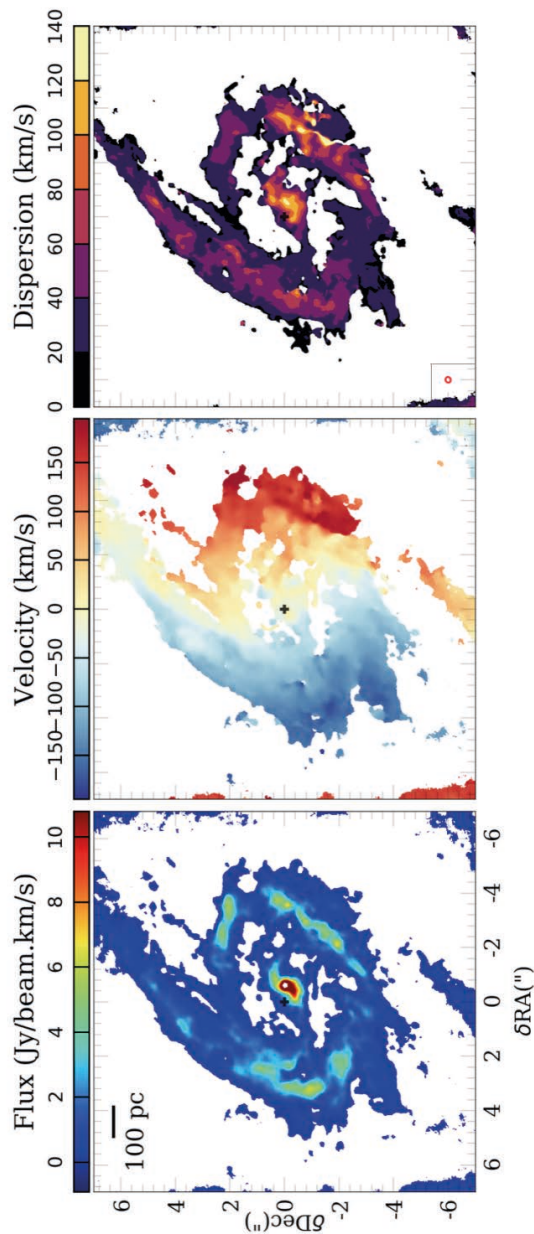 Flux (Jy/beam.km/s)
0 2 4 6 8 10
100 pc
δDec(")
6
4
2
0
-2
-4
-6
6 4 2 0 -2 -4 -6
δRA(")
Velocity (km/s)
−150−100−50 0 50 100 150
Dispersion (km/s)
0 20 40 60 80 100 120 140